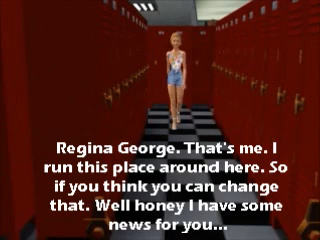 Regina George. That's me. I
run this place around here. So
if you think you can change
that. Well honey I have some
news for you...